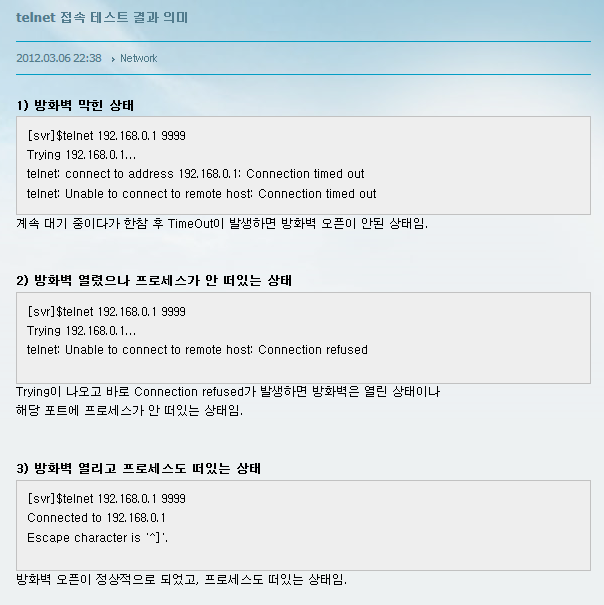 telnet 접속 테스트 결과 의미
2012.03.06 22:38 › Network
1) 방화벽 막힌 상태
[svr]$telnet 192.168.0.1 9999
Trying 192.168.0.1...
telnet: connect to address 192.168.0.1: Connection timed out
telnet: Unable to connect to remote host: Connection timed out
계속 대기 중이다가 한참 후 TimeOut이 발생하면 방화벽 오픈이 안된 상태임.
2) 방화벽 열렸으나 프로세스가 안 떠있는 상태
[svr]$telnet 192.168.0.1 9999
Trying 192.168.0.1...
telnet: Unable to connect to remote host: Connection refused
Trying이 나오고 바로 Connection refused가 발생하면 방화벽은 열린 상태이나
해당 포트에 프로세스가 안 떠있는 상태임.
3) 방화벽 열리고 프로세스도 떠있는 상태
[svr]$telnet 192.168.0.1 9999
Connected to 192.168.0.1
Escape character is '^]'.
방화벽 오픈이 정상적으로 되었고, 프로세스도 떠있는 상태임.